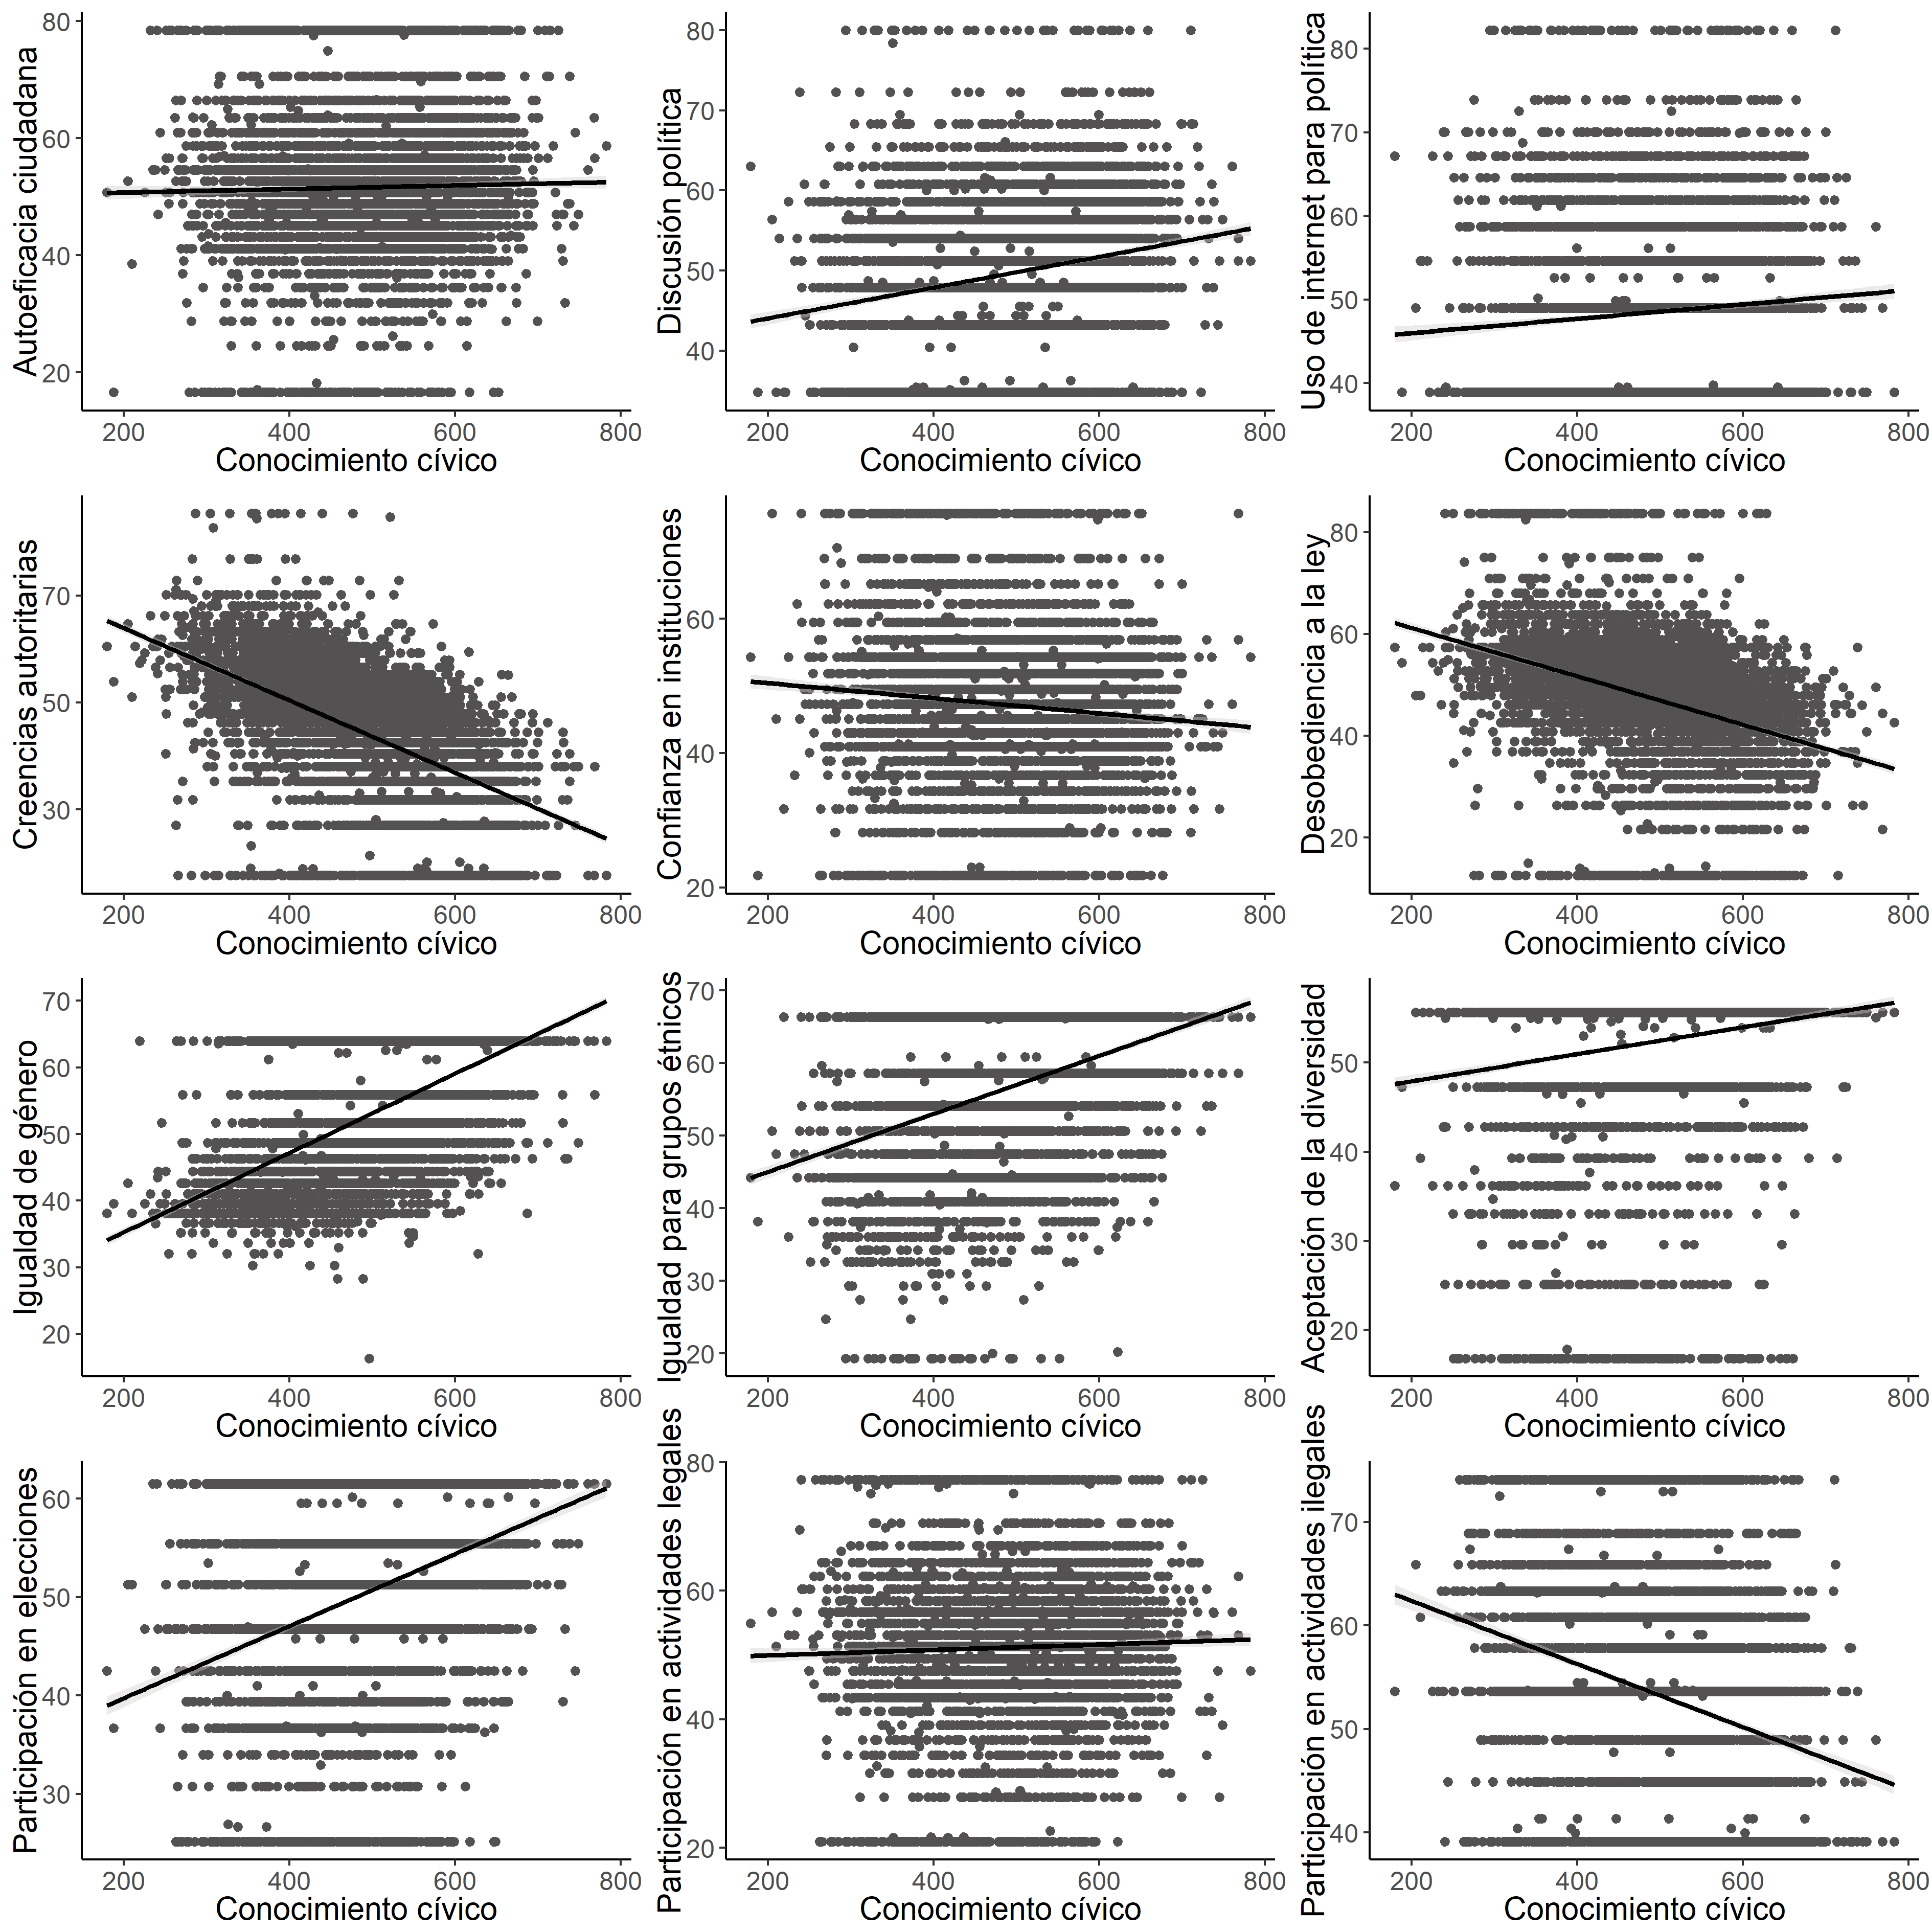 Autoeficacia ciudadana
80
60
40
20
200 400 600 800
Conocimiento cívico
Discusión política
80
70
60
50
40
200 400 600 800
Conocimiento cívico
Uso de internet para política
80
70
60
50
40
200 400 600 800
Conocimiento cívico
Creencias autoritarias
70
50
30
200 400 600 800
Conocimiento cívico
Confianza en instituciones
60
40
20
200 400 600 800
Conocimiento cívico
Desobediencia a la ley
80
60
40
20
200 400 600 800
Conocimiento cívico
Igualdad de género
70
60
50
40
30
20
200 400 600 800
Conocimiento cívico
Igualdad para grupos étnicos
70
60
50
40
30
20
200 400 600 800
Conocimiento cívico
Aceptación de la diversidad
50
40
30
20
200 400 600 800
Conocimiento cívico
Participación en elecciones
60
50
40
30
200 400 600 800
Conocimiento cívico
Participación en actividades legales
80
60
40
20
200 400 600 800
Conocimiento cívico
Participación en actividades ilegales
70
60
50
40
200 400 600 800
Conocimiento cívico